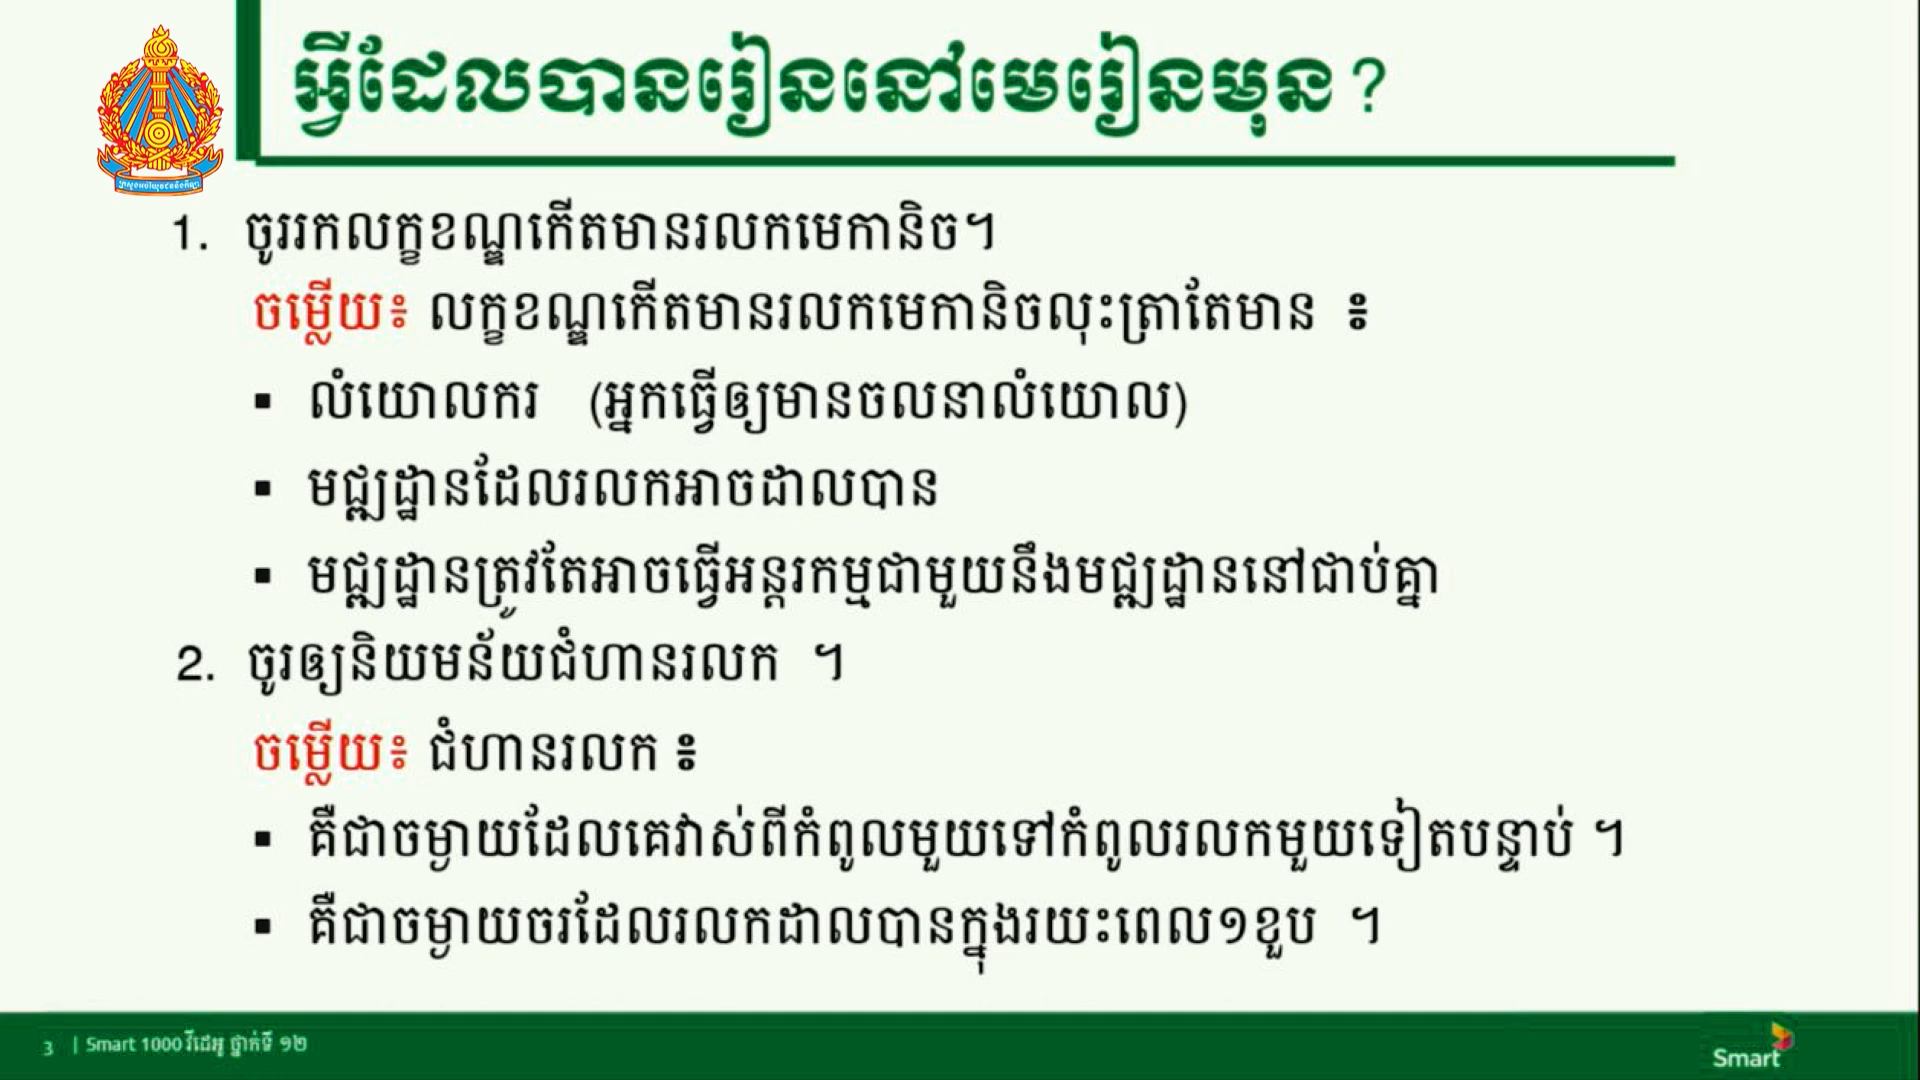 អ្វីដែលបានរៀននៅមេរៀនមុន ?
1. ចូររកលក្ខខណ្ឌកើតមានរលកមេកានិច។
ចម្លើយ៖ លក្ខខណ្ឌកើតមានរលកមេកានិចលុះត្រាតែមាន ៖
▪ លំយោលករ (អ្នកធ្វើឲ្យមានចលនាលំយោល)
▪ មជ្ឈដ្ឋានដែលរលកអាចដាលបាន
▪ មជ្ឈដ្ឋានត្រូវតែអាចធ្វើអន្តរកម្មជាមួយនឹងមជ្ឈដ្ឋាននៅជាប់គ្នា
2. ចូរឲ្យនិយមន័យជំហានរលក ។
ចម្លើយ៖ ជំហានរលក ៖
▪ គឺជាចម្ងាយដែលគេវាស់ពីកំពូលមួយទៅកំពូលរលកមួយទៀតបន្ទាប់ ។
▪ គឺជាចម្ងាយចរដែលរលកដាលបានក្នុងរយះពេល១ខួប ។
3 | Smart 1000 វីដេអូ ថ្នាក់ទី ១២
Smart